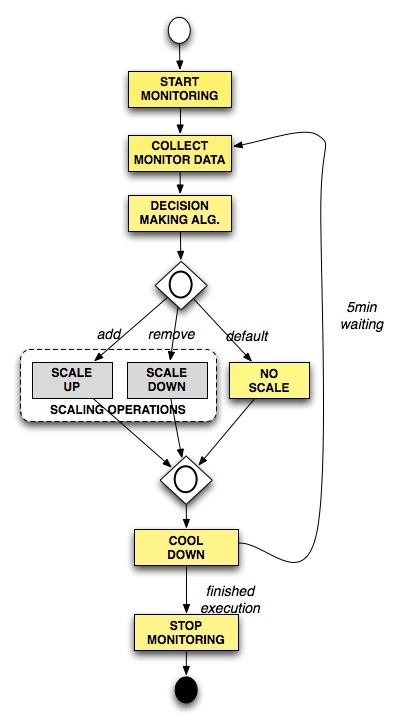 START
MONITORING
COLLECT
MONITOR DATA
DECISION
MAKING ALG.
add
remove
default
SCALE
UP
SCALE
DOWN
NO
SCALE
SCALING OPERATIONS
5min
waiting
COOL
DOWN
finished
execution
STOP
MONITORING